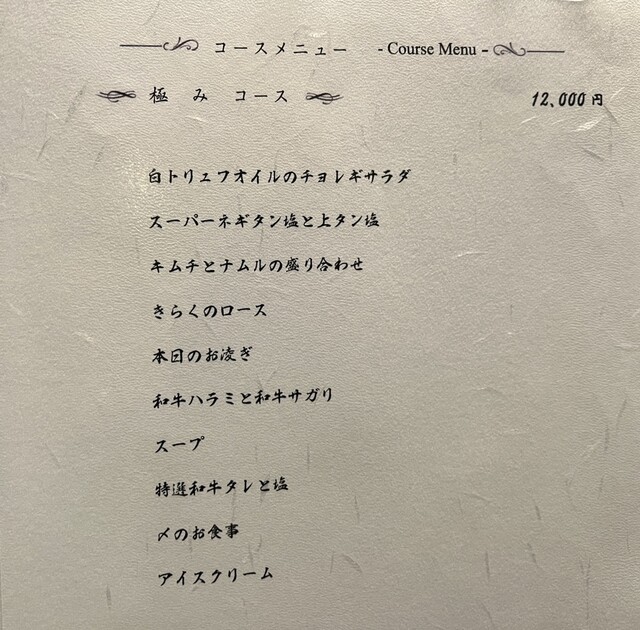 コースメニュー - Course Menu -
極み コース 12,000円
白トリュフオイルのチョレギサラダ
スーパーネギタン塩と上タン塩
キムチとナムルの盛り合わせ
きらくのロース
本日のお凌ぎ
和牛ハラミと和牛サガリ
スープ
特選和牛タレと塩
〆のお食事
アイスクリーム